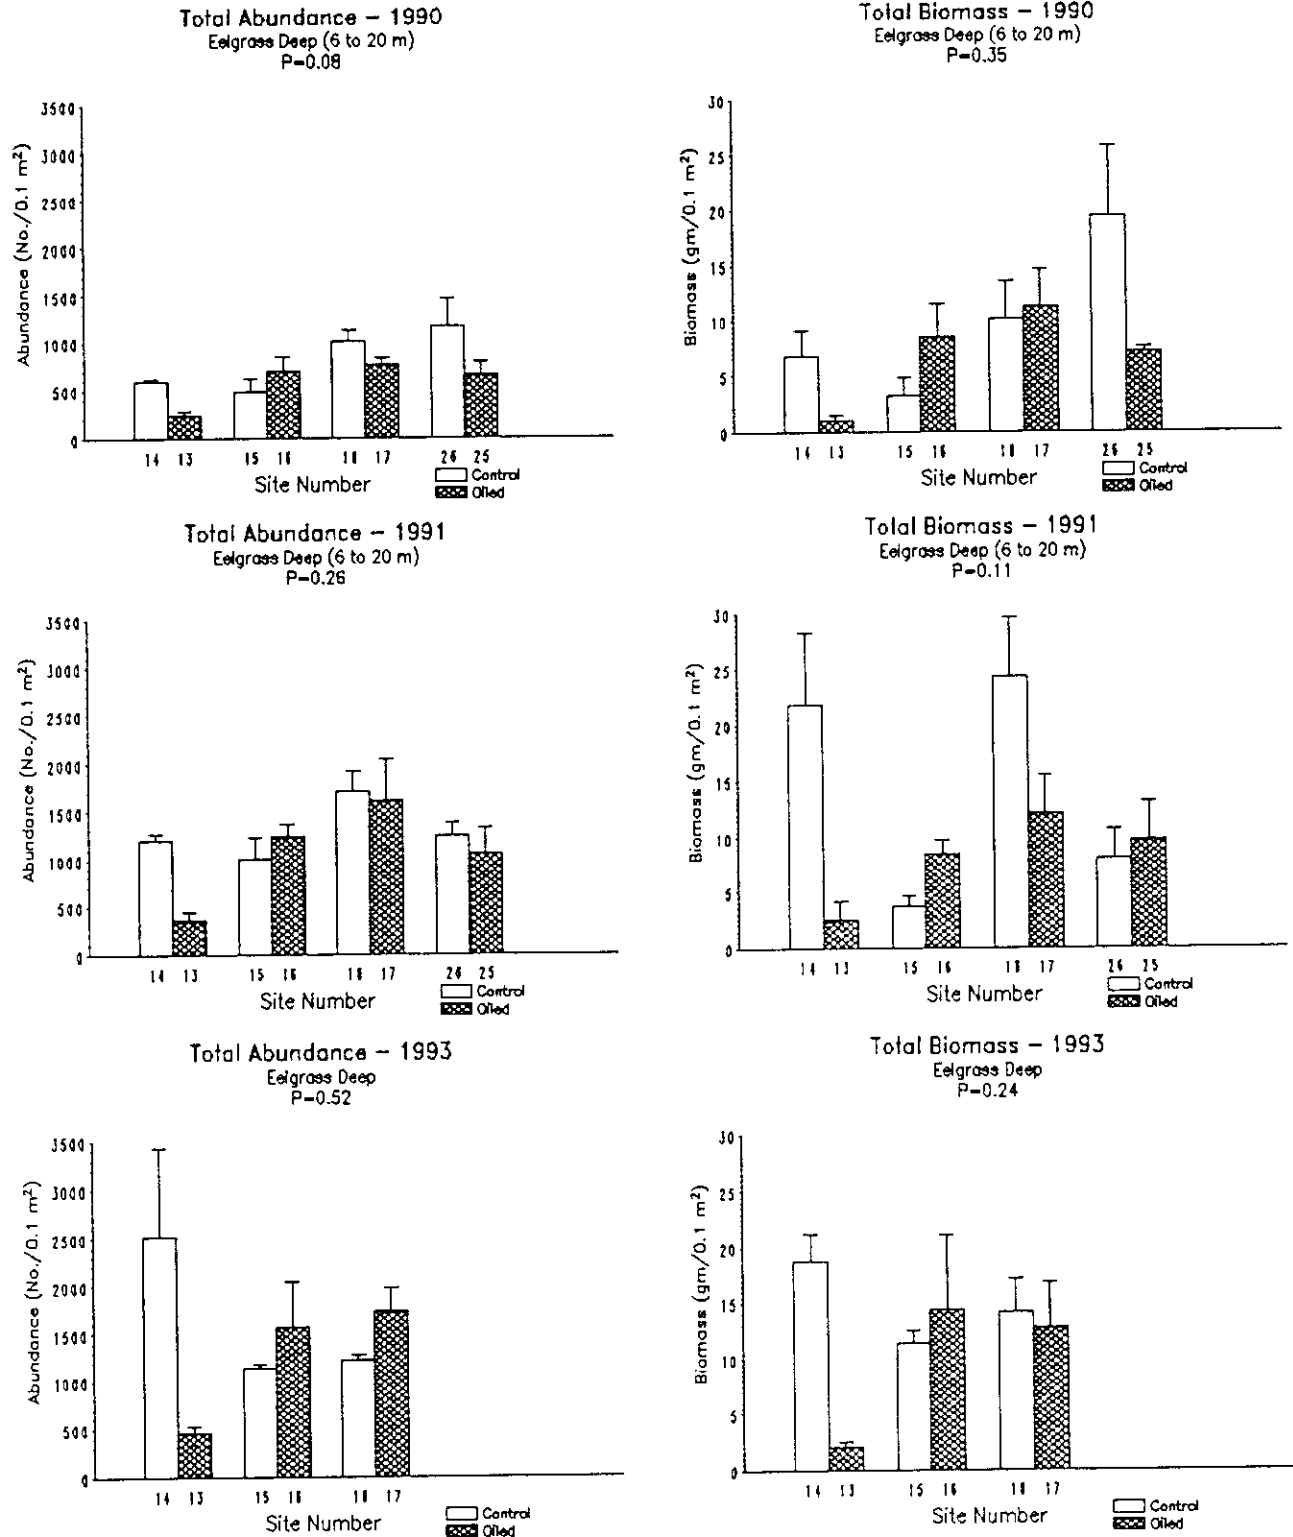 Total Abundance – 1990
Eelgrass Deep (6 to 20 m)
P=0.08
Abundance (No./0.1 m²)
3500
3000
2500
2000
1500
1000
500
0
14 13 15 16 18 17 26 25
Site Number
Control
Oiled
Total Biomass – 1990
Eelgrass Deep (6 to 20 m)
P=0.35
Biomass (gm/0.1 m²)
30
25
20
15
10
5
0
14 13 15 16 18 17 26 25
Site Number
Control
Oiled
Total Abundance – 1991
Eelgrass Deep (6 to 20 m)
P=0.26
Abundance (No./0.1 m²)
3500
3000
2500
2000
1500
1000
500
0
14 13 15 16 18 17 26 25
Site Number
Control
Oiled
Total Biomass – 1991
Eelgrass Deep (6 to 20 m)
P=0.11
Biomass (gm/0.1 m²)
30
25
20
15
10
5
0
14 13 15 16 18 17 26 25
Site Number
Control
Oiled
Total Abundance – 1993
Eelgrass Deep
P=0.52
Abundance (No./0.1 m²)
3500
3000
2500
2000
1500
1000
500
0
14 13 15 16 18 17
Site Number
Control
Oiled
Total Biomass – 1993
Eelgrass Deep
P=0.24
Biomass (gm/0.1 m²)
30
25
20
15
10
5
0
14 13 15 16 18 17
Site Number
Control
Oiled